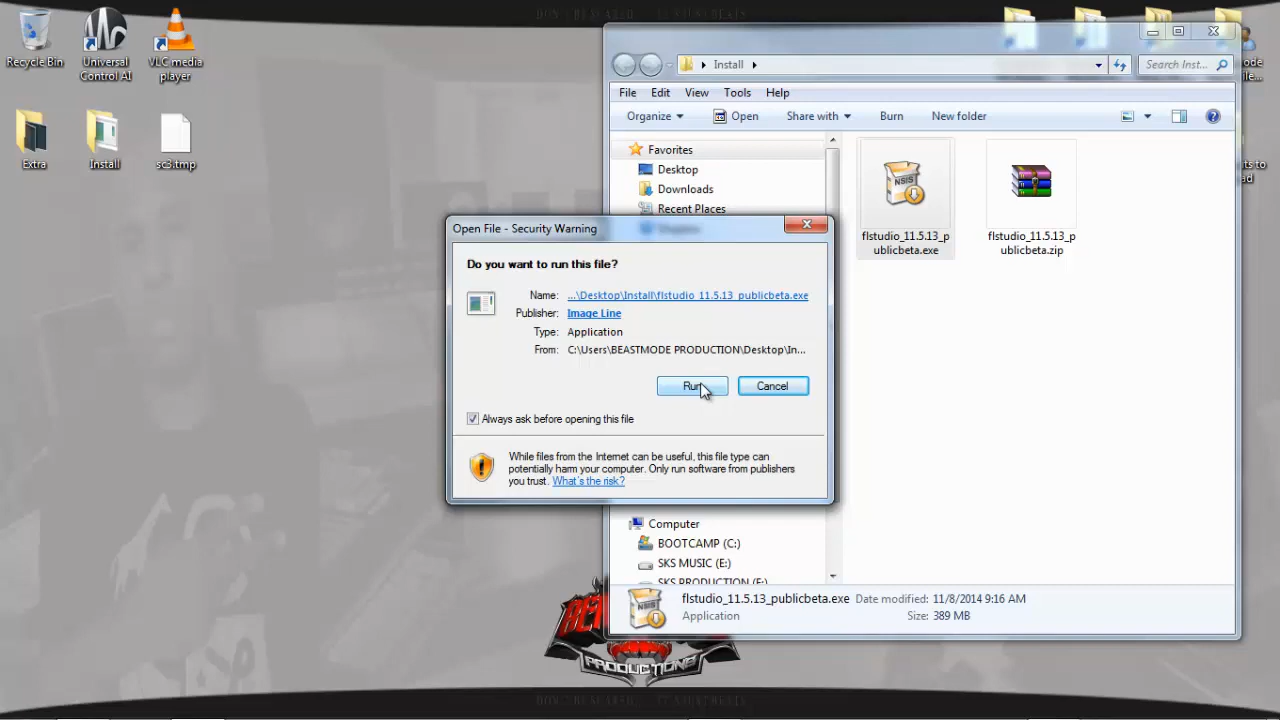 Recycle Bin
Universal
Control AI
VLC media
player
Extra
Install
sc3.tmp
Install
Search Inst...
File
Edit
View
Tools
Help
Organize
Open
Share with
Burn
New folder
Favorites
Desktop
Downloads
Recent Places
NSIS
flstudio_11.5.13_p
ublicbeta.exe
flstudio_11.5.13_p
ublicbeta.zip
Open File - Security Warning
Do you want to run this file?
Name: ...\Desktop\Install\flstudio_11.5.13_publicbeta.exe
Publisher: Image Line
Type: Application
From: C:\Users\BEASTMODE PRODUCTION\Desktop\In...
Run
Cancel
Always ask before opening this file
While files from the Internet can be useful, this file type can
potentially harm your computer. Only run software from publishers
you trust. What's the risk?
Computer
BOOTCAMP (C:)
SKS MUSIC (E:)
SKS PRODUCTION (F:)
NSIS
flstudio_11.5.13_publicbeta.exe Date modified: 11/8/2014 9:16 AM
Application Size: 389 MB
PRODUCTIONS